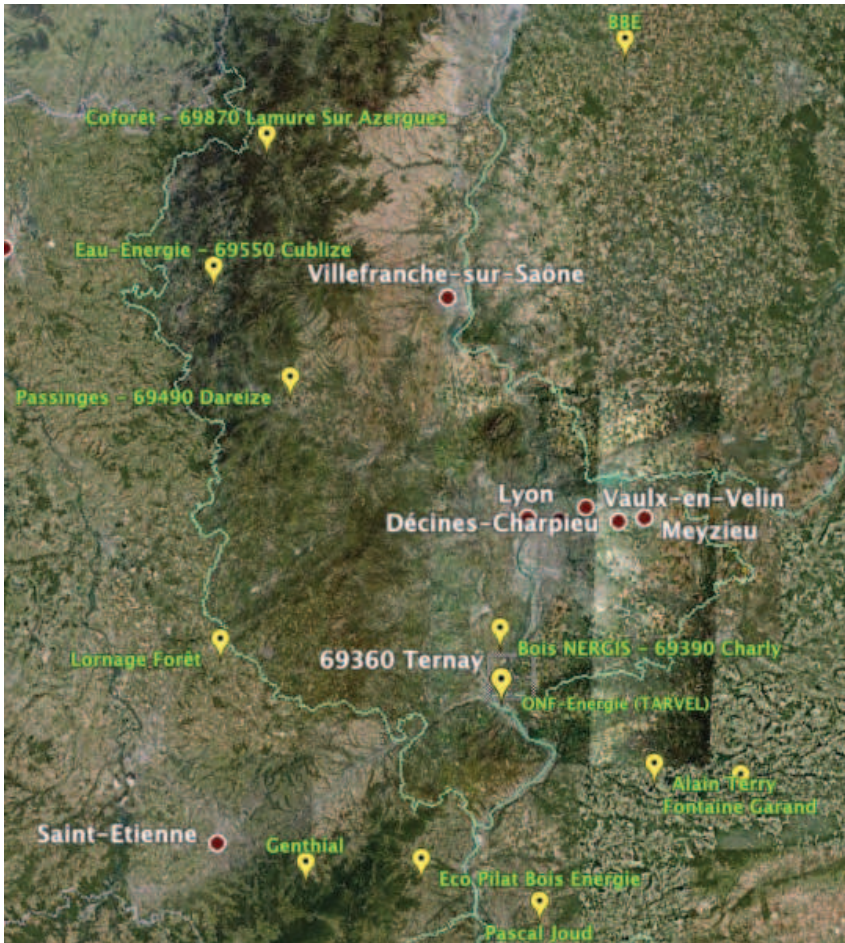 BBE
Coforêt - 69870 Lamure Sur Azergues
Eau-Energie - 69550 Cublize
Villefranche-sur-Saône
Passinges - 69490 Dareize
Lyon
Vaulx-en-Velin
Décines-Charpieu
Meyzieu
Bois NERGIS - 69390 Charly
Lornage Forêt
69360 Ternay
ONF-Energie (TARVEL)
Alain Terry
Fontaine Garand
Saint-Etienne
Genthial
Eco Pilat Bois Energie
Pascal Joud